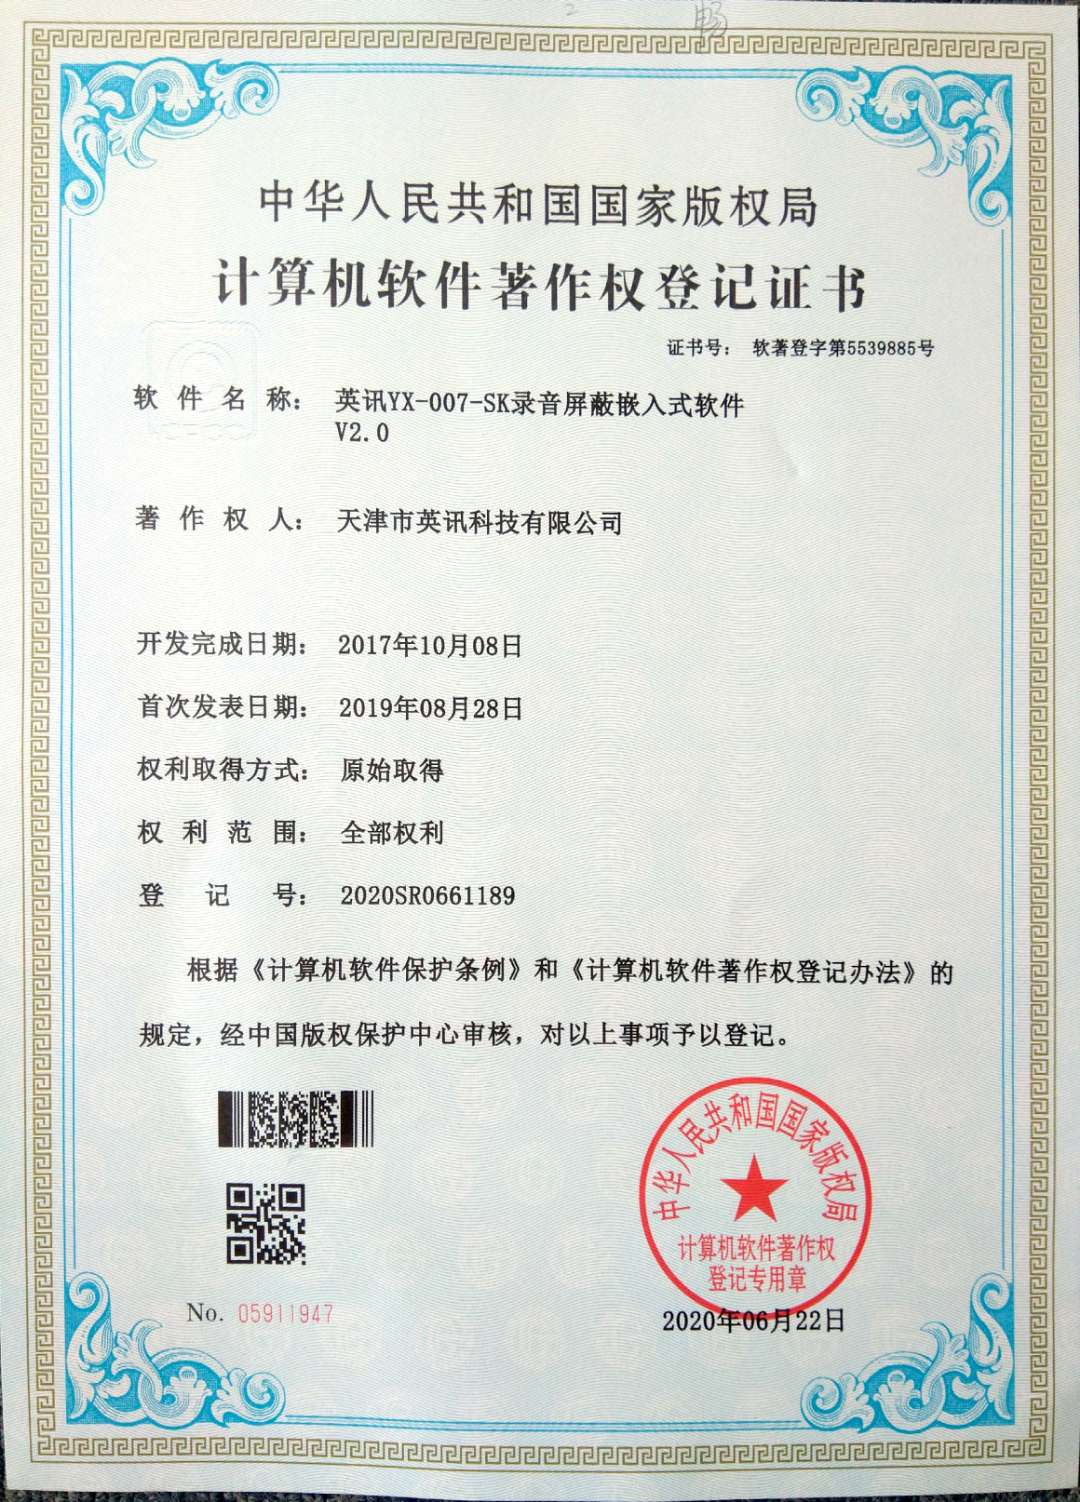 畅
中华人民共和国国家版权局
计算机软件著作权登记证书
证书号： 软著登字第5539885号
软件名称： 英讯YX-007-SK录音屏蔽嵌入式软件
V2.0
著作权人： 天津市英讯科技有限公司
开发完成日期： 2017年10月08日
首次发表日期： 2019年08月28日
权利取得方式： 原始取得
权利范围： 全部权利
登记号： 2020SR0661189
根据《计算机软件保护条例》和《计算机软件著作权登记办法》的
规定，经中国版权保护中心审核，对以上事项予以登记。
中华人民共和国国家版权局
计算机软件著作权
登记专用章
No. 05911947
2020年06月22日